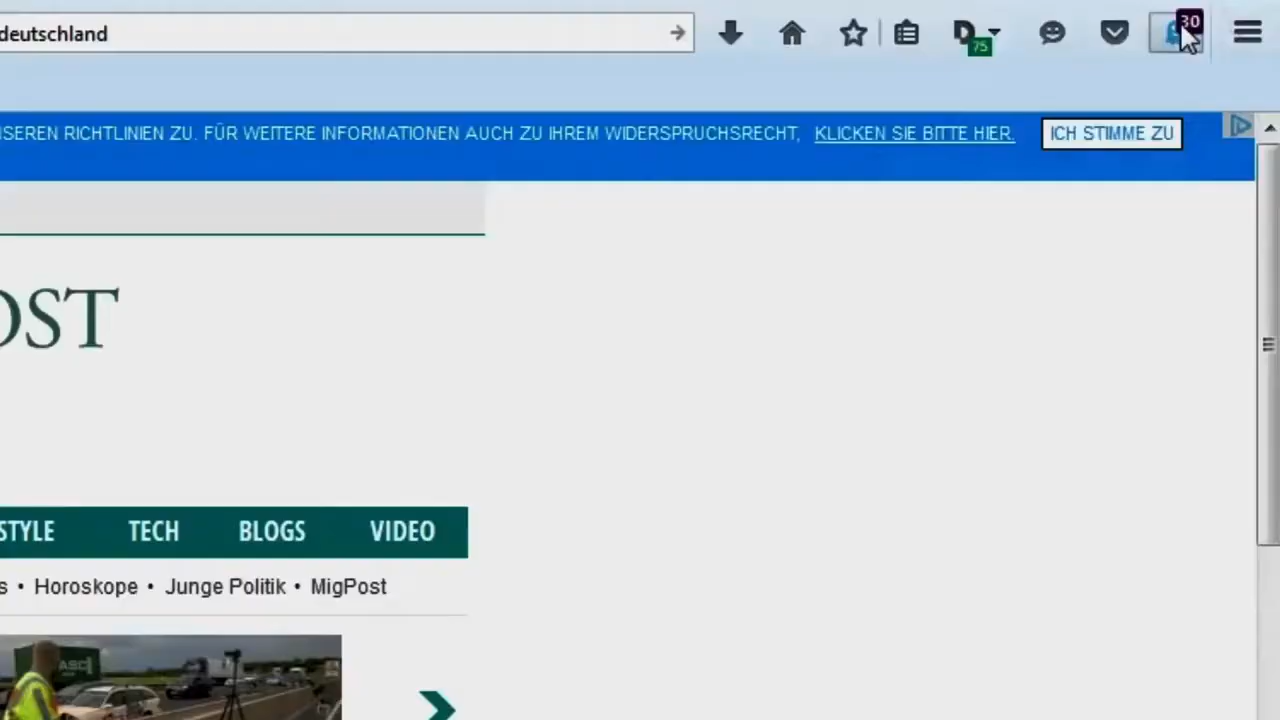 deutschland
30
75
SEREN RICHTLINIEN ZU. FÜR WEITERE INFORMATIONEN AUCH ZU IHREM WIDERSPRUCHSRECHT, KLICKEN SIE BITTE HIER. ICH STIMME ZU
OST
STYLE TECH BLOGS VIDEO
s • Horoskope • Junge Politik • MigPost